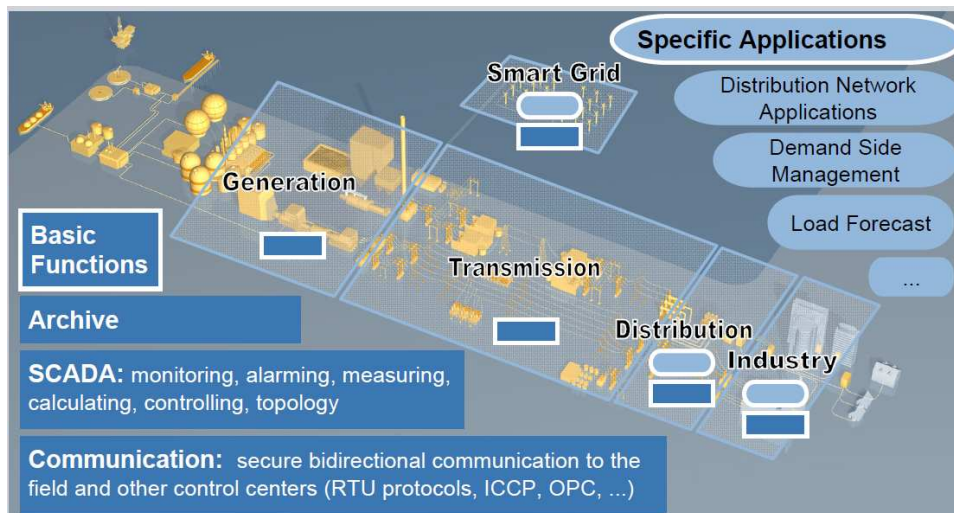 Specific Applications
Smart Grid
Distribution Network
Applications
Demand Side
Management
Generation
Load Forecast
Basic
Functions
Transmission
...
Archive
Distribution
Industry
SCADA: monitoring, alarming, measuring,
calculating, controlling, topology
Communication: secure bidirectional communication to the
field and other control centers (RTU protocols, ICCP, OPC, ...)